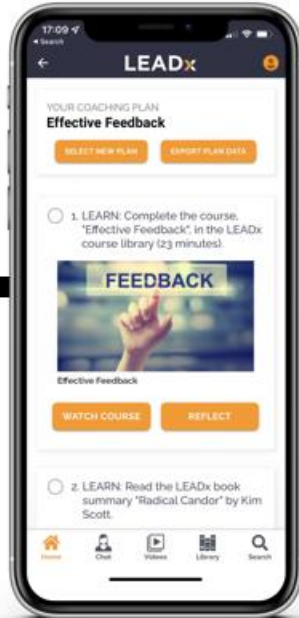 17:09
Search
LEADx
YOUR COACHING PLAN
Effective Feedback
SELECT NEW PLAN
EXPORT PLAN DATA
1. LEARN: Complete the course,
"Effective Feedback", in the LEADx
course library (23 minutes).
FEEDBACK
Effective Feedback
WATCH COURSE
REFLECT
2. LEARN: Read the LEADx book
summary "Radical Candor" by Kim
Scott.
Home
Chat
Videos
Library
Search